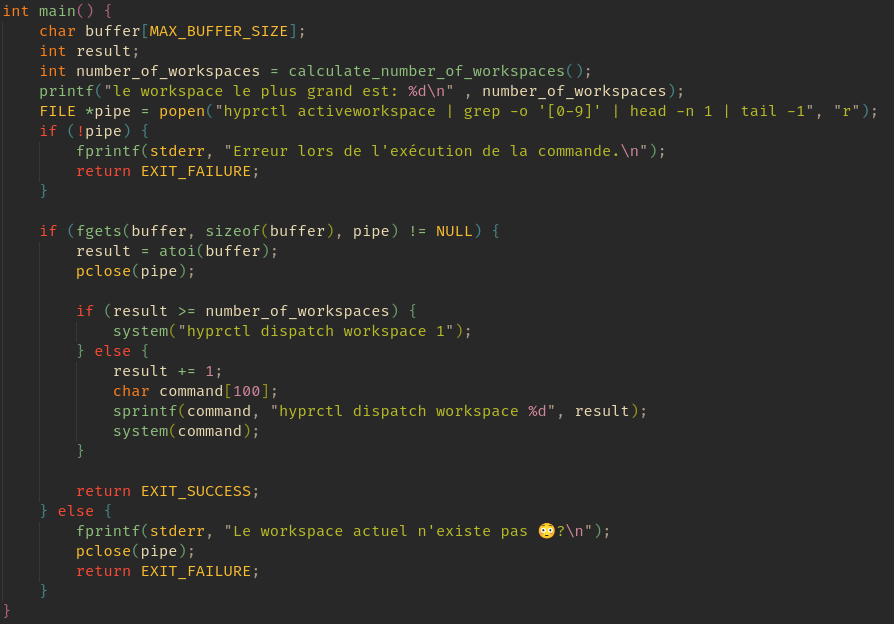 int main() {
    char buffer[MAX_BUFFER_SIZE];
    int result;
    int number_of_workspaces = calculate_number_of_workspaces();
    printf("le workspace le plus grand est: %d\n" , number_of_workspaces);
    FILE *pipe = popen("hyprctl activeworkspace | grep -o '[0-9]' | head -n 1 | tail -1", "r");
    if (!pipe) {
        fprintf(stderr, "Erreur lors de l'exécution de la commande.\n");
        return EXIT_FAILURE;
    }

    if (fgets(buffer, sizeof(buffer), pipe) != NULL) {
        result = atoi(buffer);
        pclose(pipe);

        if (result >= number_of_workspaces) {
            system("hyprctl dispatch workspace 1");
        } else {
            result += 1;
            char command[100];
            sprintf(command, "hyprctl dispatch workspace %d", result);
            system(command);
        }

        return EXIT_SUCCESS;
    } else {
        fprintf(stderr, "Le workspace actuel n'existe pas 😳?\n");
        pclose(pipe);
        return EXIT_FAILURE;
    }
}